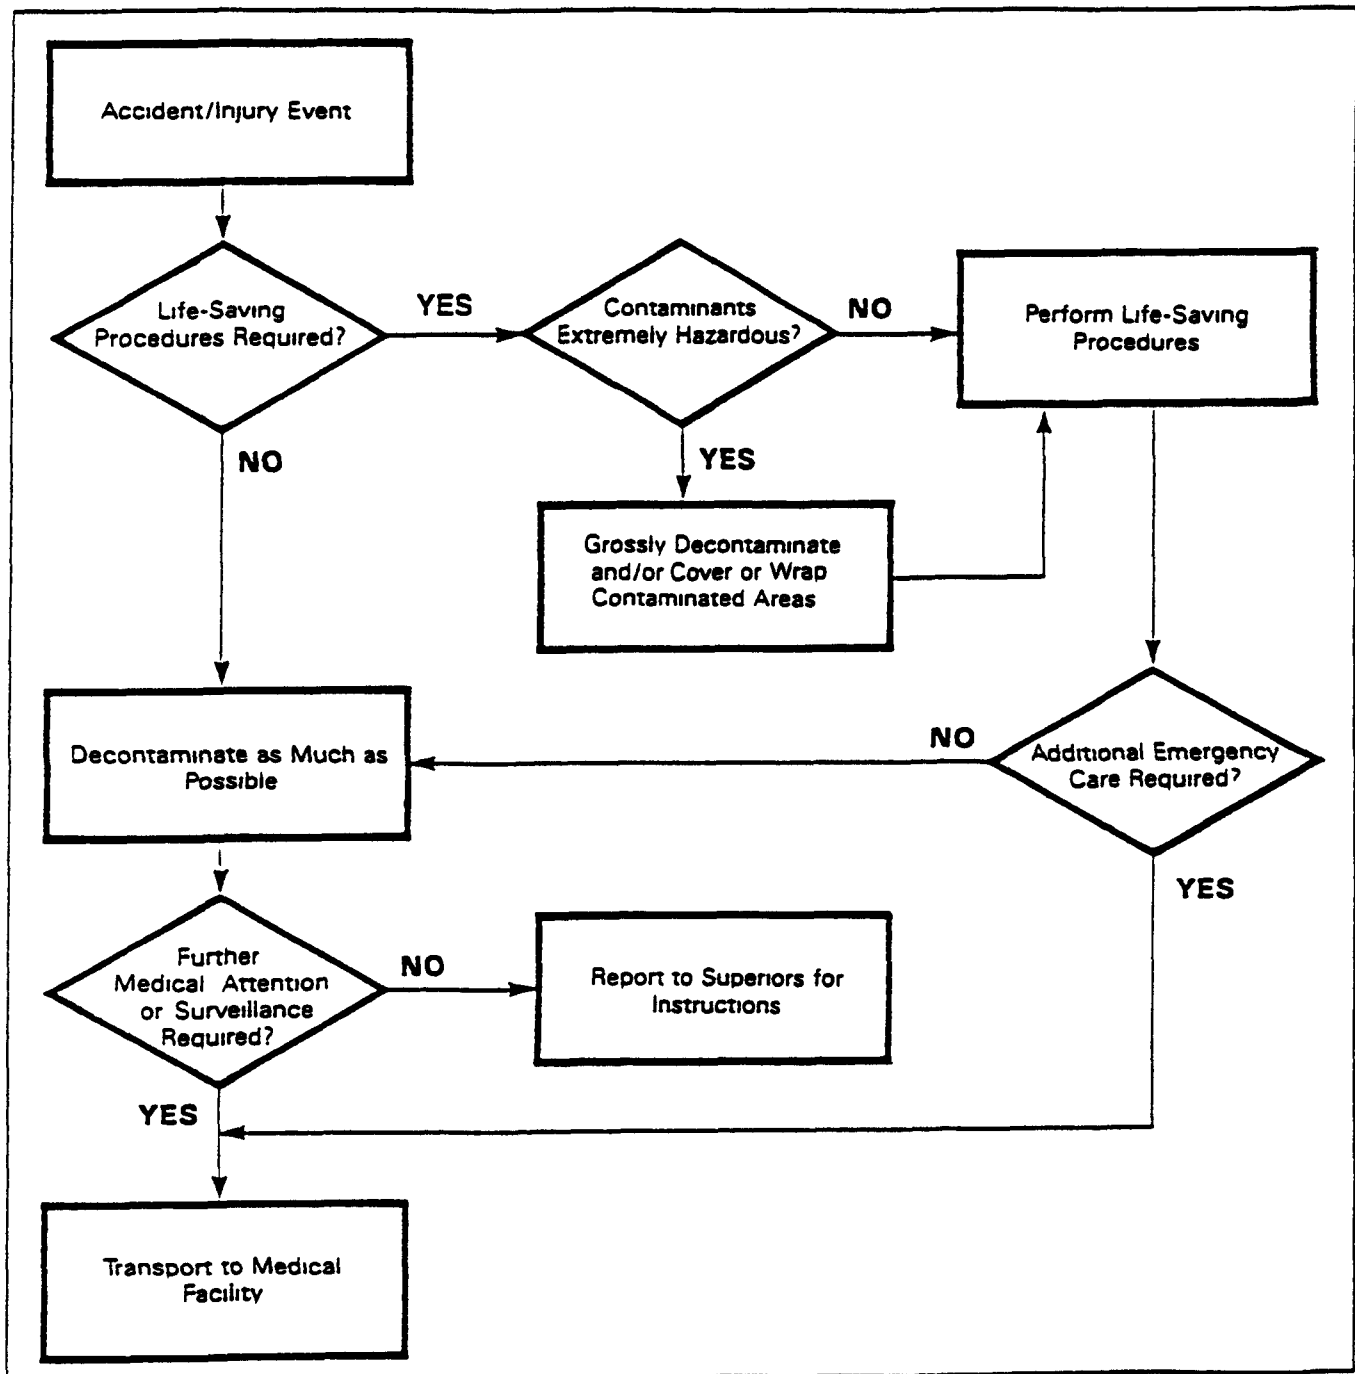 Accident/Injury Event
Life-Saving
Procedures Required?
YES
Contaminants
Extremely Hazardous?
NO
Perform Life-Saving
Procedures
NO
YES
Grossly Decontaminate
and/or Cover or Wrap
Contaminated Areas
Decontaminate as Much as
Possible
NO
Additional Emergency
Care Required?
YES
Further
Medical Attention
or Surveillance
Required?
NO
Report to Superiors for
Instructions
YES
Transport to Medical
Facility